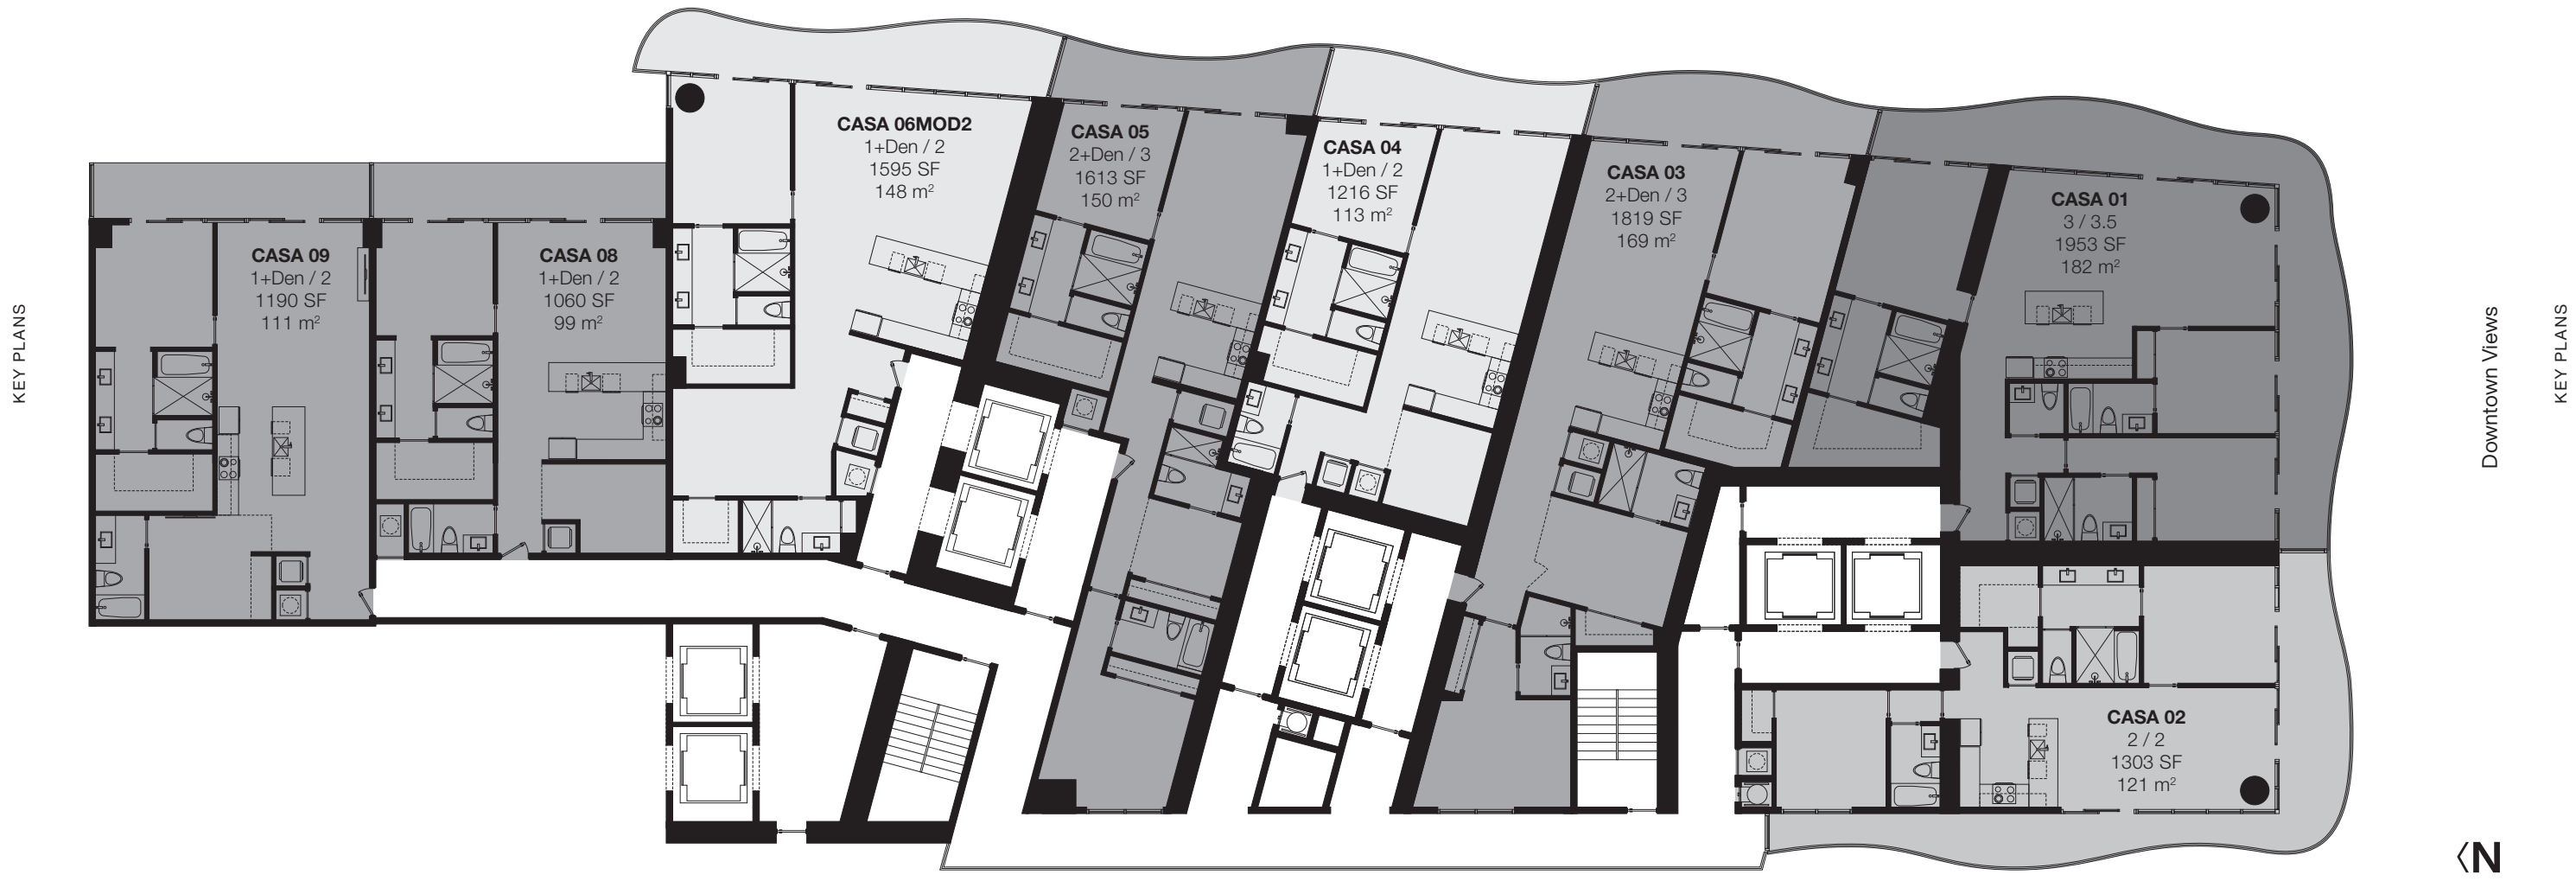 KEY PLANS
CASA 09
1+Den / 2
1190 SF
111 m²
CASA 08
1+Den / 2
1060 SF
99 m²
CASA 06MOD2
1+Den / 2
1595 SF
148 m²
CASA 05
2+Den / 3
1613 SF
150 m²
CASA 04
1+Den / 2
1216 SF
113 m²
CASA 03
2+Den / 3
1819 SF
169 m²
CASA 01
3 / 3.5
1953 SF
182 m²
CASA 02
2 / 2
1303 SF
121 m²
Downtown Views
KEY PLANS
N